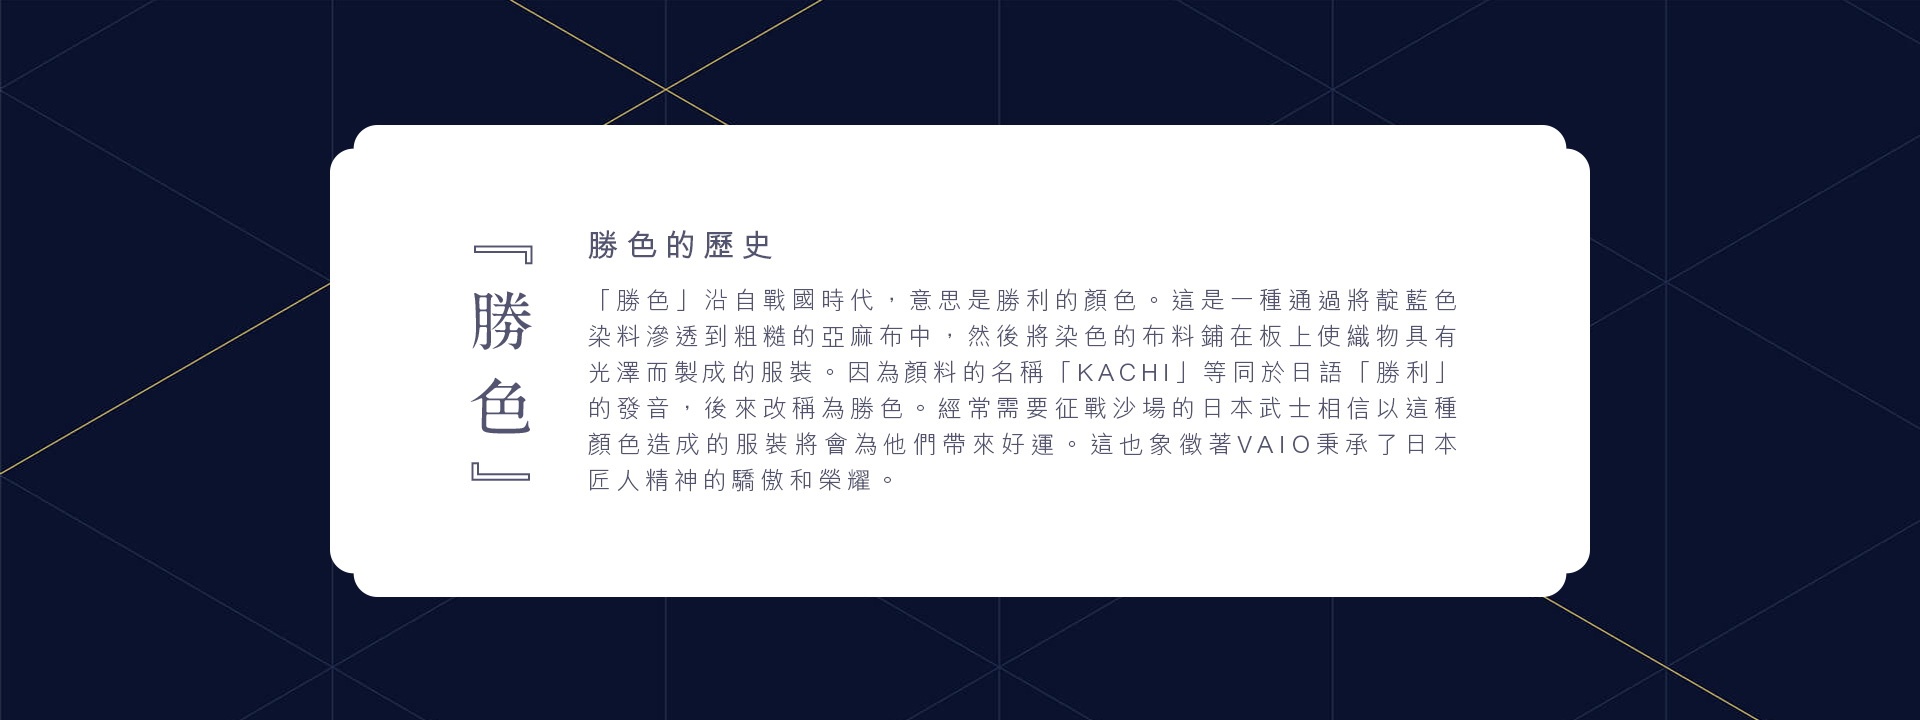 『勝色』
勝色的歷史
「勝色」沿自戰國時代，意思是勝利的顏色。這是一種通過將靛藍色
染料滲透到粗糙的亞麻布中，然後將染色的布料鋪在板上使織物具有
光澤而製成的服裝。因為顏料的名稱「KACHI」等同於日語「勝利」
的發音，後來改稱為勝色。經常需要征戰沙場的日本武士相信以這種
顏色造成的服裝將會為他們帶來好運。這也象徵著VAIO秉承了日本
匠人精神的驕傲和榮耀。